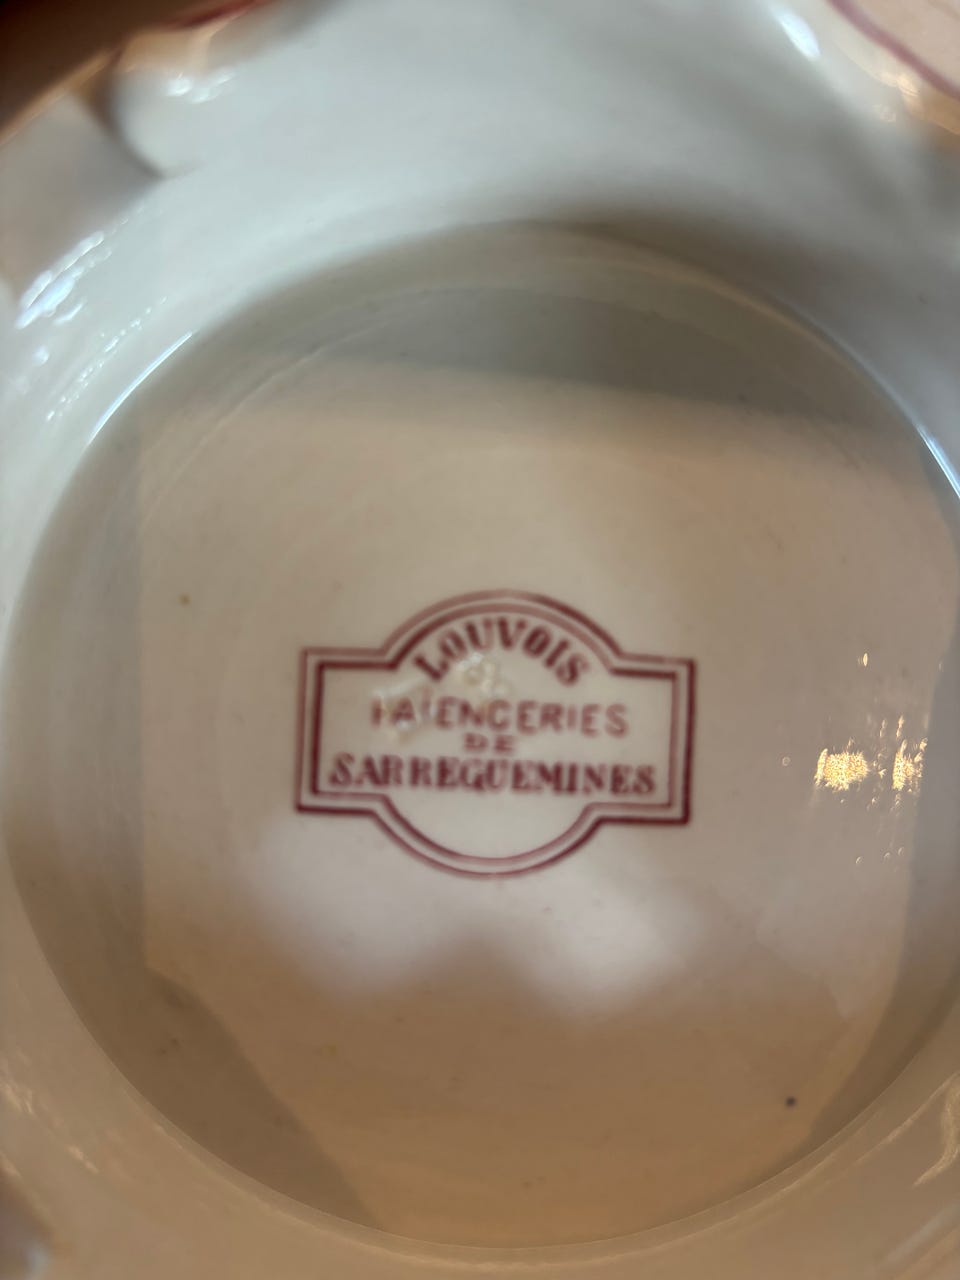 LOUVOIS
FAIENCERIES
DE
SARREGUEMINES